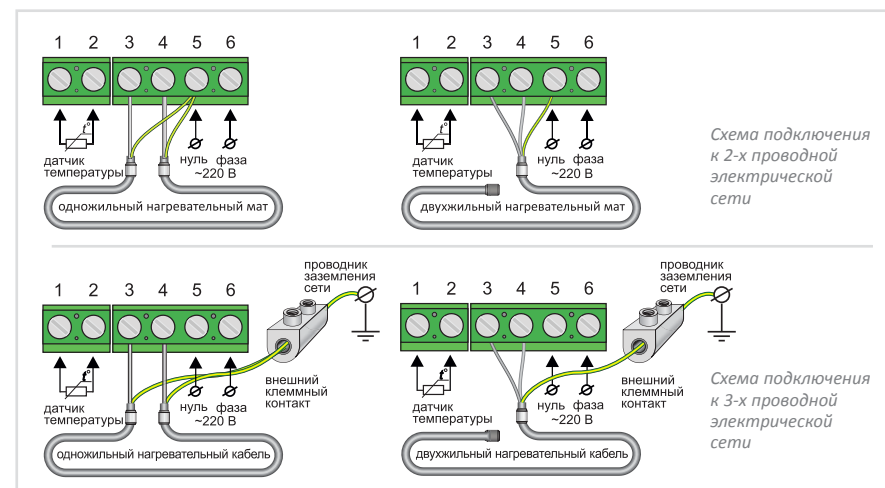 1 2 3 4 5 6
t°
датчик
температуры
нуль фаза
~220 В
одножильный нагревательный мат
1 2 3 4 5 6
t°
датчик
температуры
нуль фаза
~220 В
двухжильный нагревательный мат
Схема подключения
к 2-х проводной
электрической
сети
1 2 3 4 5 6
проводник
заземления
сети
t°
датчик
температуры
нуль фаза
~220 В
внешний
клеммный
контакт
одножильный нагревательный кабель
1 2 3 4 5 6
проводник
заземления
сети
t°
датчик
температуры
нуль фаза
~220 В
внешний
клеммный
контакт
двухжильный нагревательный кабель
Схема подключения
к 3-х проводной
электрической
сети